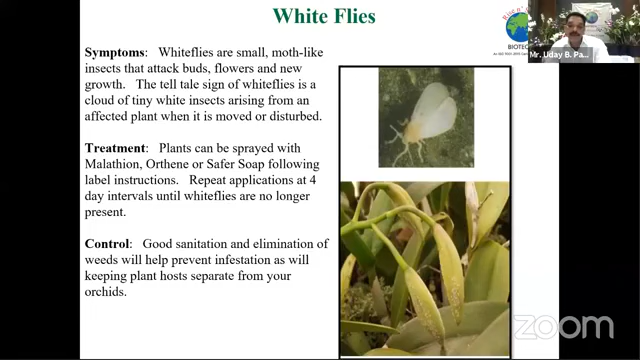 White Flies
Symptoms: Whiteflies are small, moth-like
insects that attack buds, flowers and new
growth. The tell tale sign of whiteflies is a
cloud of tiny white insects arising from an
affected plant when it is moved or disturbed.
Treatment: Plants can be sprayed with
Malathion, Orthene or Safer Soap following
label instructions. Repeat applications at 4
day intervals until whiteflies are no longer
present.
Control: Good sanitation and elimination of
weeds will help prevent infestation as will
keeping plant hosts separate from your
orchids.
Mr. Uday B. Pa...
zoom